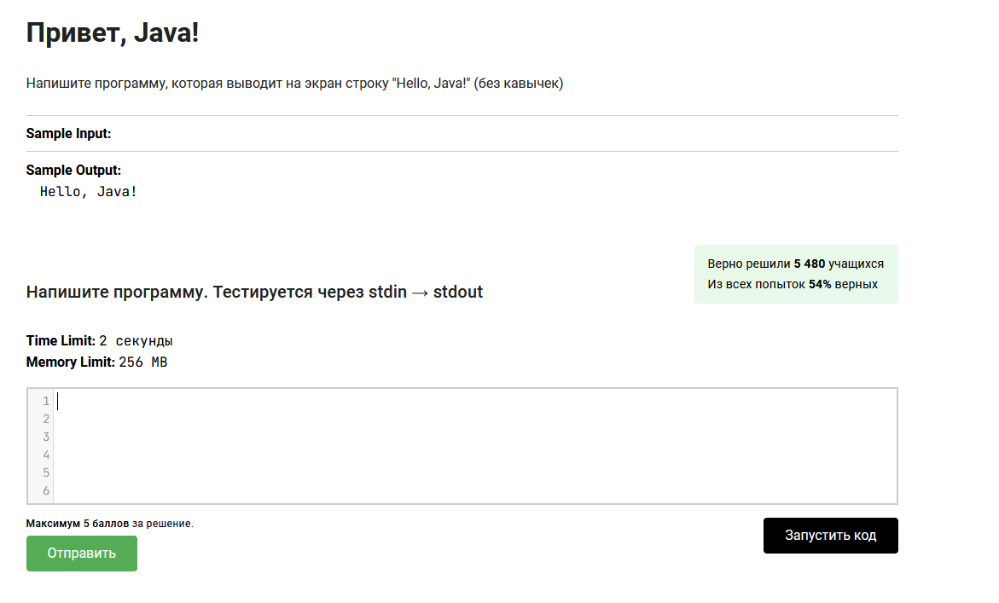 Привет, Java!
Напишите программу, которая выводит на экран строку "Hello, Java!" (без кавычек)
Sample Input:
Sample Output:
Hello, Java!
Верно решили 5 480 учащихся
Из всех попыток 54% верных
Напишите программу. Тестируется через stdin → stdout
Time Limit: 2 секунды
Memory Limit: 256 MB
1
2
3
4
5
6
Максимум 5 баллов за решение.
Запустить код
Отправить